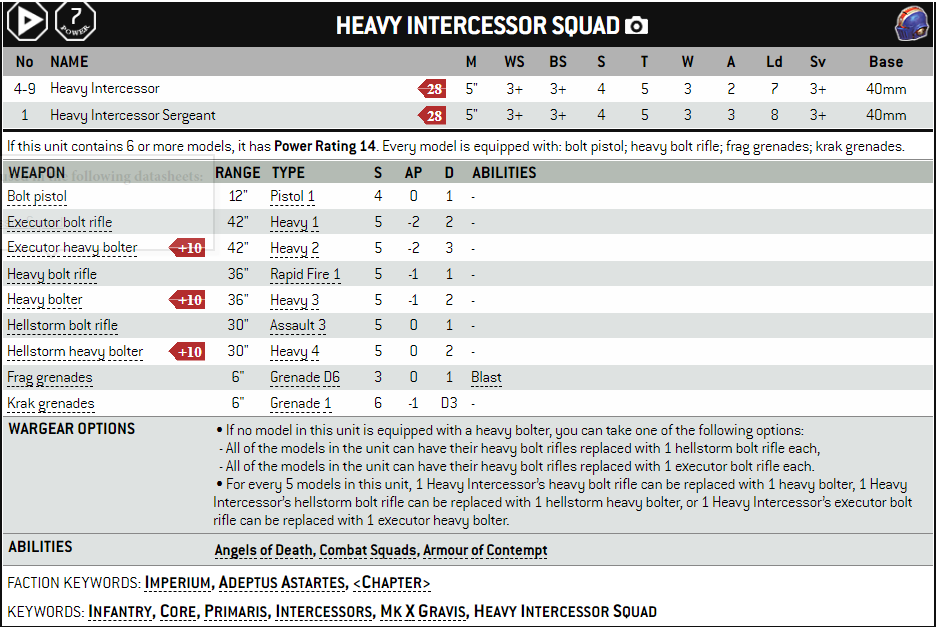 7
POWER
HEAVY INTERCESSOR SQUAD
No NAME M WS BS S T W A Ld Sv Base
4-9 Heavy Intercessor 28 5" 3+ 3+ 4 5 3 2 7 3+ 40mm
1 Heavy Intercessor Sergeant 28 5" 3+ 3+ 4 5 3 3 8 3+ 40mm
If this unit contains 6 or more models, it has Power Rating 14. Every model is equipped with: bolt pistol; heavy bolt rifle; frag grenades; krak grenades.
WEAPON RANGE TYPE S AP D ABILITIES
following datasheets:
Bolt pistol 12" Pistol 1 4 0 1 -
Executor bolt rifle 42" Heavy 1 5 -2 2 -
Executor heavy bolter +10 42" Heavy 2 5 -2 3 -
Heavy bolt rifle 36" Rapid Fire 1 5 -1 1 -
Heavy bolter +10 36" Heavy 3 5 -1 2 -
Hellstorm bolt rifle 30" Assault 3 5 0 1 -
Hellstorm heavy bolter +10 30" Heavy 4 5 0 2 -
Frag grenades 6" Grenade D6 3 0 1 Blast
Krak grenades 6" Grenade 1 6 -1 D3 -
WARGEAR OPTIONS • If no model in this unit is equipped with a heavy bolter, you can take one of the following options:
- All of the models in the unit can have their heavy bolt rifles replaced with 1 hellstorm bolt rifle each,
- All of the models in the unit can have their heavy bolt rifles replaced with 1 executor bolt rifle each.
• For every 5 models in this unit, 1 Heavy Intercessor's heavy bolt rifle can be replaced with 1 heavy bolter, 1 Heavy
Intercessor's hellstorm bolt rifle can be replaced with 1 hellstorm heavy bolter, or 1 Heavy Intercessor's executor bolt
rifle can be replaced with 1 executor heavy bolter.
ABILITIES Angels of Death, Combat Squads, Armour of Contempt
FACTION KEYWORDS: IMPERIUM, ADEPTUS ASTARTES, <CHAPTER>
KEYWORDS: INFANTRY, CORE, PRIMARIS, INTERCESSORS, MK X GRAVIS, HEAVY INTERCESSOR SQUAD